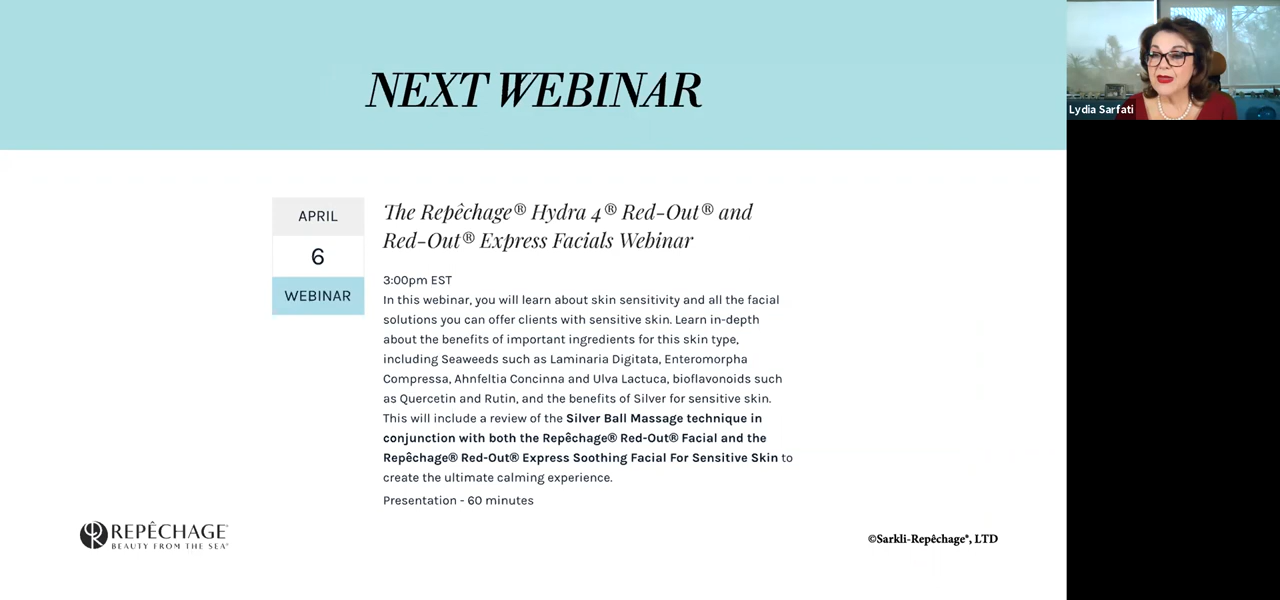 NEXT WEBINAR
Lydia Sarfati
APRIL
6
WEBINAR
The Repêchage® Hydra 4® Red-Out® and
Red-Out® Express Facials Webinar
3:00pm EST
In this webinar, you will learn about skin sensitivity and all the facial
solutions you can offer clients with sensitive skin. Learn in-depth
about the benefits of important ingredients for this skin type,
including Seaweeds such as Laminaria Digitata, Enteromorpha
Compressa, Ahnfeltia Concinna and Ulva Lactuca, bioflavonoids such
as Quercetin and Rutin, and the benefits of Silver for sensitive skin.
This will include a review of the Silver Ball Massage technique in
conjunction with both the Repêchage® Red-Out® Facial and the
Repêchage® Red-Out® Express Soothing Facial For Sensitive Skin to
create the ultimate calming experience.
Presentation - 60 minutes
REPÊCHAGE®
BEAUTY FROM THE SEA®
©Sarkli-Repêchage®, LTD